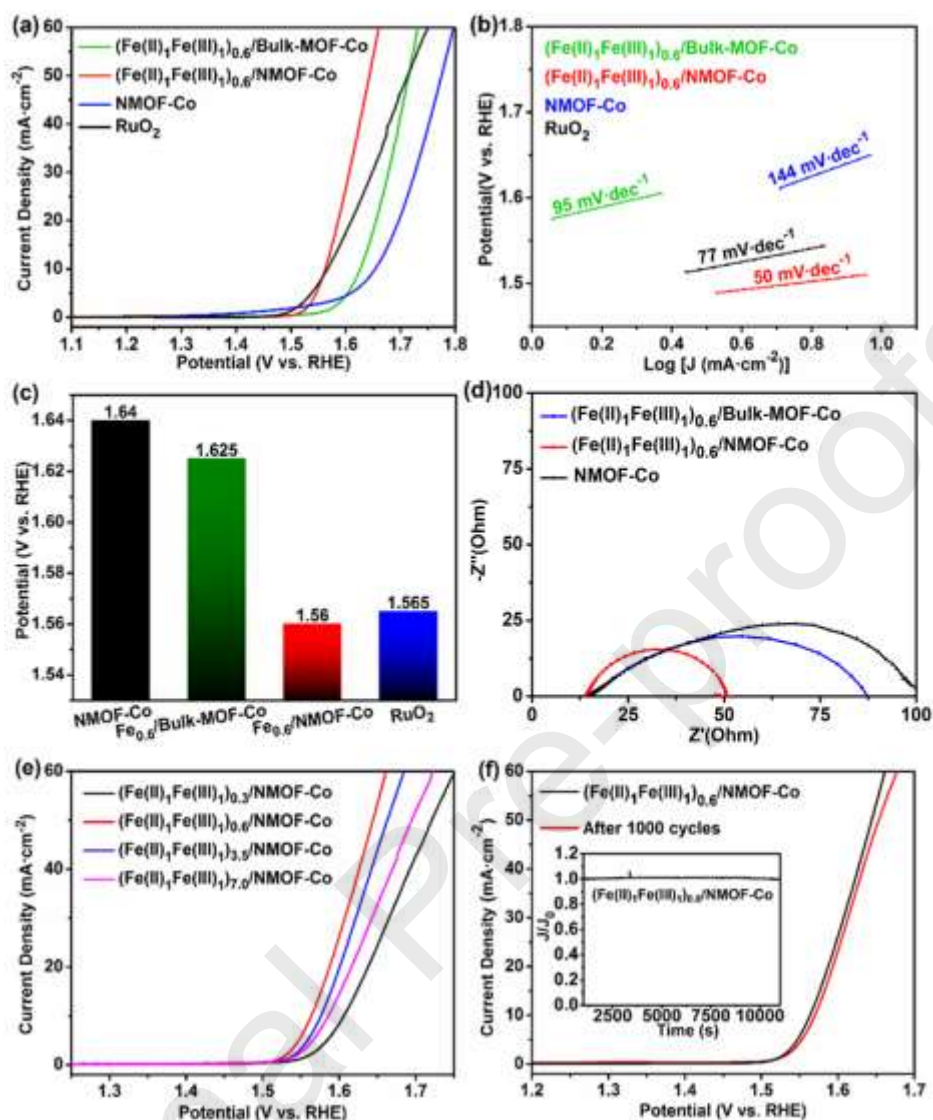 (a)
60
50
40
30
20
10
0
Current Density (mA·cm⁻²)
(Fe(II)₁Fe(III)₁)₀.₆/Bulk-MOF-Co
(Fe(II)₁Fe(III)₁)₀.₆/NMOF-Co
NMOF-Co
RuO₂
1.1 1.2 1.3 1.4 1.5 1.6 1.7 1.8
Potential (V vs. RHE)
(b)
1.8
1.7
1.6
1.5
Potential(V vs. RHE)
(Fe(II)₁Fe(III)₁)₀.₆/Bulk-MOF-Co
(Fe(II)₁Fe(III)₁)₀.₆/NMOF-Co
NMOF-Co
RuO₂
144 mV·dec⁻¹
95 mV·dec⁻¹
77 mV·dec⁻¹
50 mV·dec⁻¹
0.0 0.2 0.4 0.6 0.8 1.0
Log [J (mA·cm⁻²)]
(c)
1.64
1.62
1.60
1.58
1.56
1.54
Potential (V vs. RHE)
1.64
1.625
1.56
1.565
NMOF-Co
Fe₀.₆/Bulk-MOF-Co
Fe₀.₆/NMOF-Co
RuO₂
(d)
100
75
50
25
0
-Z''(Ohm)
(Fe(II)₁Fe(III)₁)₀.₆/Bulk-MOF-Co
(Fe(II)₁Fe(III)₁)₀.₆/NMOF-Co
NMOF-Co
0 25 50 75 100
Z'(Ohm)
(e)
60
40
20
0
Current Density (mA·cm⁻²)
(Fe(II)₁Fe(III)₁)₀.₃/NMOF-Co
(Fe(II)₁Fe(III)₁)₀.₆/NMOF-Co
(Fe(II)₁Fe(III)₁)₃.₅/NMOF-Co
(Fe(II)₁Fe(III)₁)₇.₀/NMOF-Co
1.3 1.4 1.5 1.6 1.7
Potential (V vs. RHE)
(f)
60
50
40
30
20
10
0
Current Density (mA·cm⁻²)
(Fe(II)₁Fe(III)₁)₀.₆/NMOF-Co
After 1000 cycles
1.2
1.0
0.8
0.6
0.4
0.2
0.0
J/J₀
(Fe(II)₁Fe(III)₁)₀.₆/NMOF-Co
2500 5000 7500 10000
Time (s)
1.2 1.3 1.4 1.5 1.6 1.7
Potential (V vs. RHE)
nal Pre-proofs